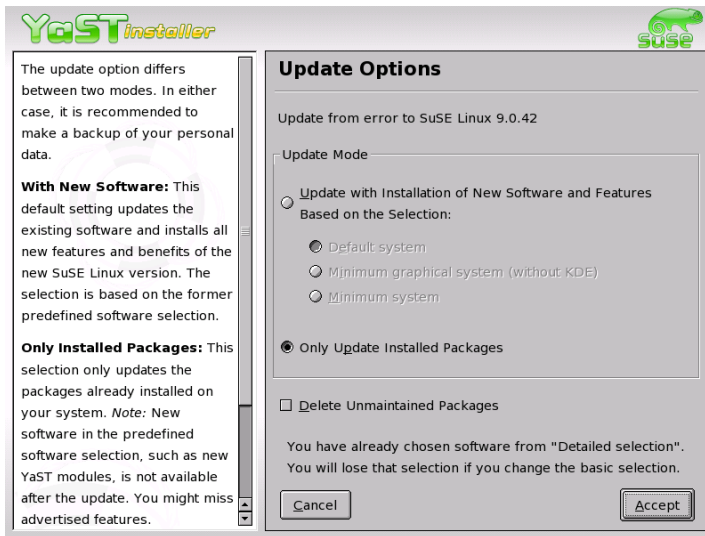 YaST installer
SuSE
The update option differs
between two modes. In either
case, it is recommended to
make a backup of your personal
data.
With New Software: This
default setting updates the
existing software and installs all
new features and benefits of the
new SuSE Linux version. The
selection is based on the former
predefined software selection.
Only Installed Packages: This
selection only updates the
packages already installed on
your system. Note: New
software in the predefined
software selection, such as new
YaST modules, is not available
after the update. You might miss
advertised features.
Update Options
Update from error to SuSE Linux 9.0.42
Update Mode
Update with Installation of New Software and Features
Based on the Selection:
Default system
Minimum graphical system (without KDE)
Minimum system
Only Update Installed Packages
Delete Unmaintained Packages
You have already chosen software from "Detailed selection".
You will lose that selection if you change the basic selection.
Cancel
Accept